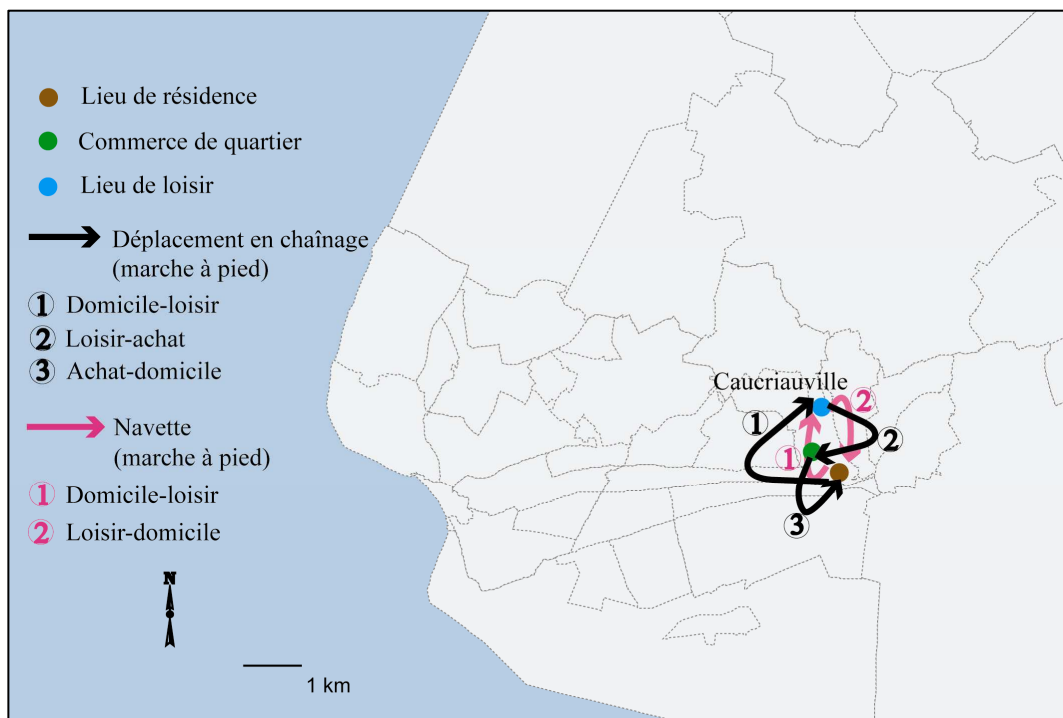 Lieu de résidence
Commerce de quartier
Lieu de loisir
Déplacement en chaînage
(marche à pied)
1 Domicile-loisir
2 Loisir-achat
3 Achat-domicile
Navette
(marche à pied)
1 Domicile-loisir
2 Loisir-domicile
N
1 km
Caucriauville
2
1
2
1
3